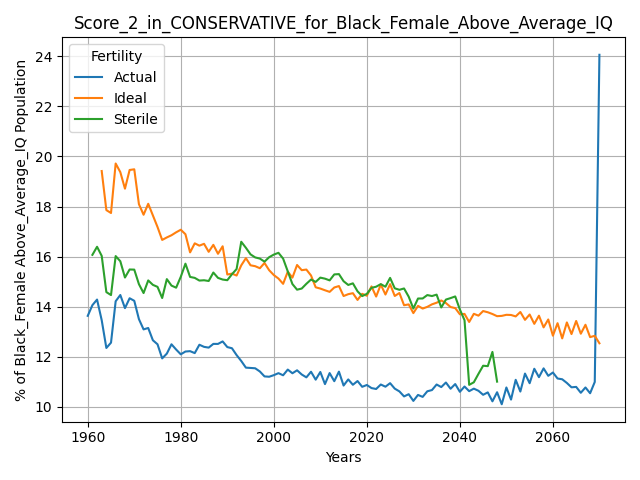 Score_2_in_CONSERVATIVE_for_Black_Female_Above_Average_IQ
% of Black_Female Above_Average_IQ Population
24
22
20
18
16
14
12
10
Fertility
Actual
Ideal
Sterile
1960 1980 2000 2020 2040 2060
Years